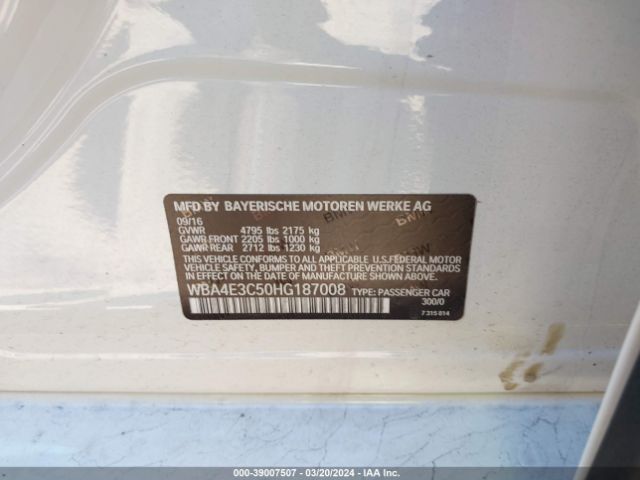 MFD BY BAYERISCHE MOTOREN WERKE AG
09/16
GVWR 4795 lbs 2175 kg
GAWR FRONT 2205 lbs 1000 kg
GAWR REAR 2712 lbs 1230 kg
THIS VEHICLE CONFORMS TO ALL APPLICABLE U.S.FEDERAL MOTOR
VEHICLE SAFETY, BUMPER, AND THEFT PREVENTION STANDARDS IN
EFFECT ON THE DATE OF MANUFACTURE SHOWN ABOVE.
WBA4E3C50HG187008 TYPE: PASSENGER CAR
300/0
7 315 814
000-39007507 — 03/20/2024 — IAA Inc.